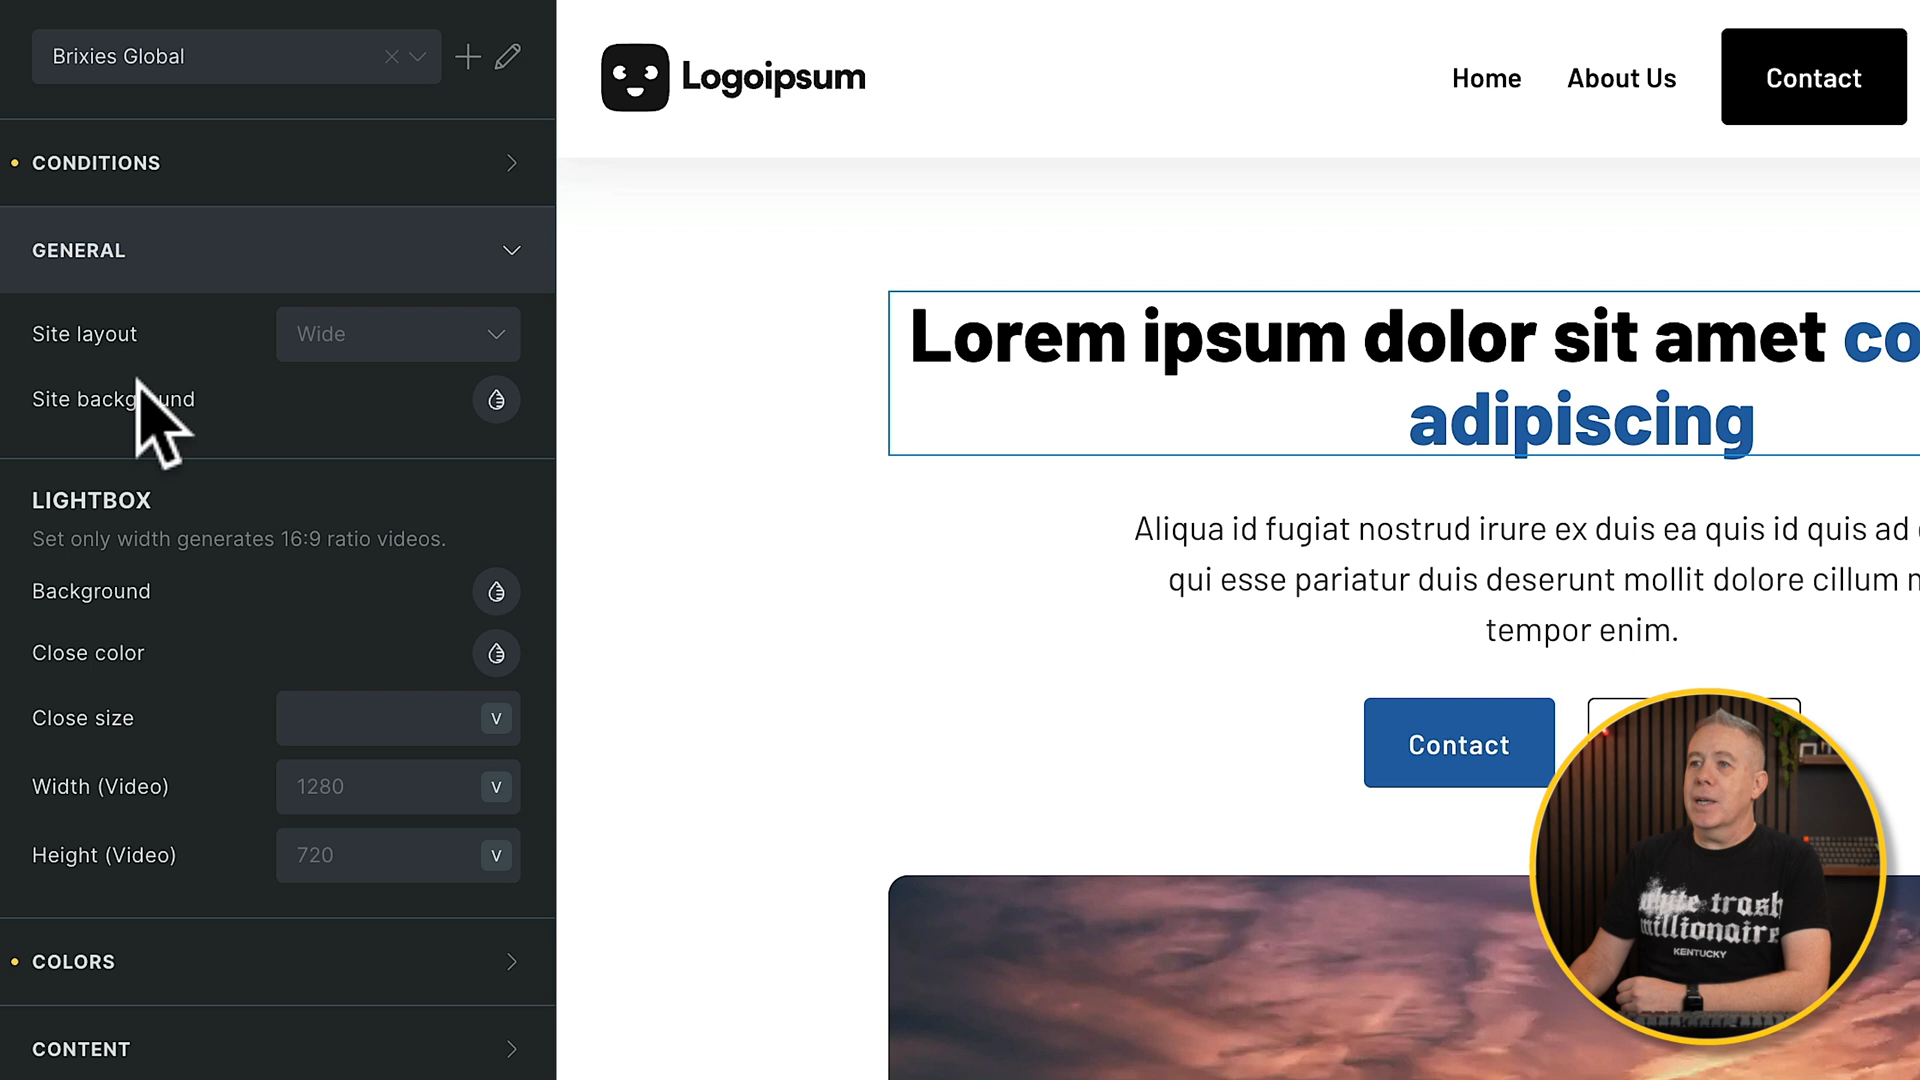 Brixies Global
CONDITIONS
GENERAL
Site layout
Wide
Site background
LIGHTBOX
Set only width generates 16:9 ratio videos.
Background
Close color
Close size
V
Width (Video)
1280
V
Height (Video)
720
V
COLORS
CONTENT
Logoipsum
Home
About Us
Contact
Lorem ipsum dolor sit amet co
adipiscing
Aliqua id fugiat nostrud irure ex duis ea quis id quis ad
qui esse pariatur duis deserunt mollit dolore cillum
tempor enim.
Contact
white trash
millionaire
KENTUCKY